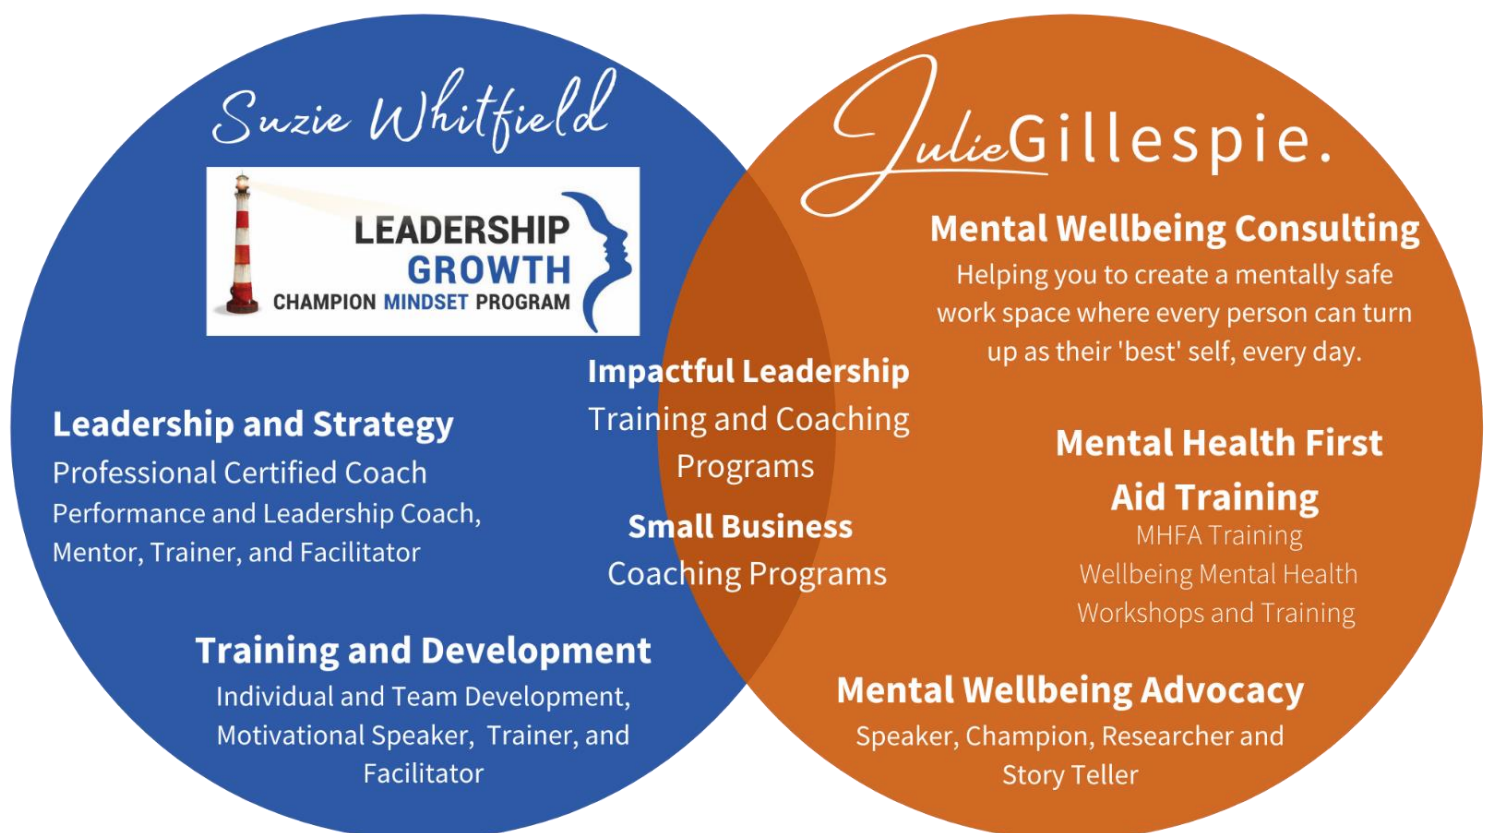 Suzie Whitfield
LEADERSHIP
GROWTH
CHAMPION MINDSET PROGRAM
Leadership and Strategy
Professional Certified Coach
Performance and Leadership Coach,
Mentor, Trainer, and Facilitator
Training and Development
Individual and Team Development,
Motivational Speaker, Trainer, and
Facilitator
Impactful Leadership
Training and Coaching
Programs
Small Business
Coaching Programs
JulieGillespie.
Mental Wellbeing Consulting
Helping you to create a mentally safe
work space where every person can turn
up as their 'best' self, every day.
Mental Health First
Aid Training
MHFA Training
Wellbeing Mental Health
Workshops and Training
Mental Wellbeing Advocacy
Speaker, Champion, Researcher and
Story Teller